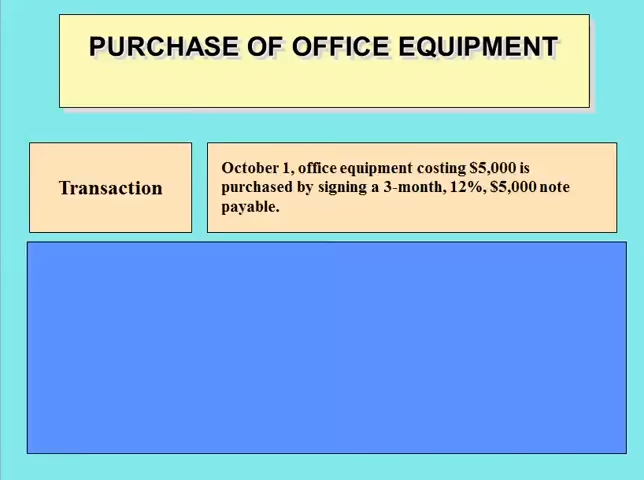 PURCHASE OF OFFICE EQUIPMENT
Transaction
October 1, office equipment costing $5,000 is
purchased by signing a 3-month, 12%, $5,000 note
payable.